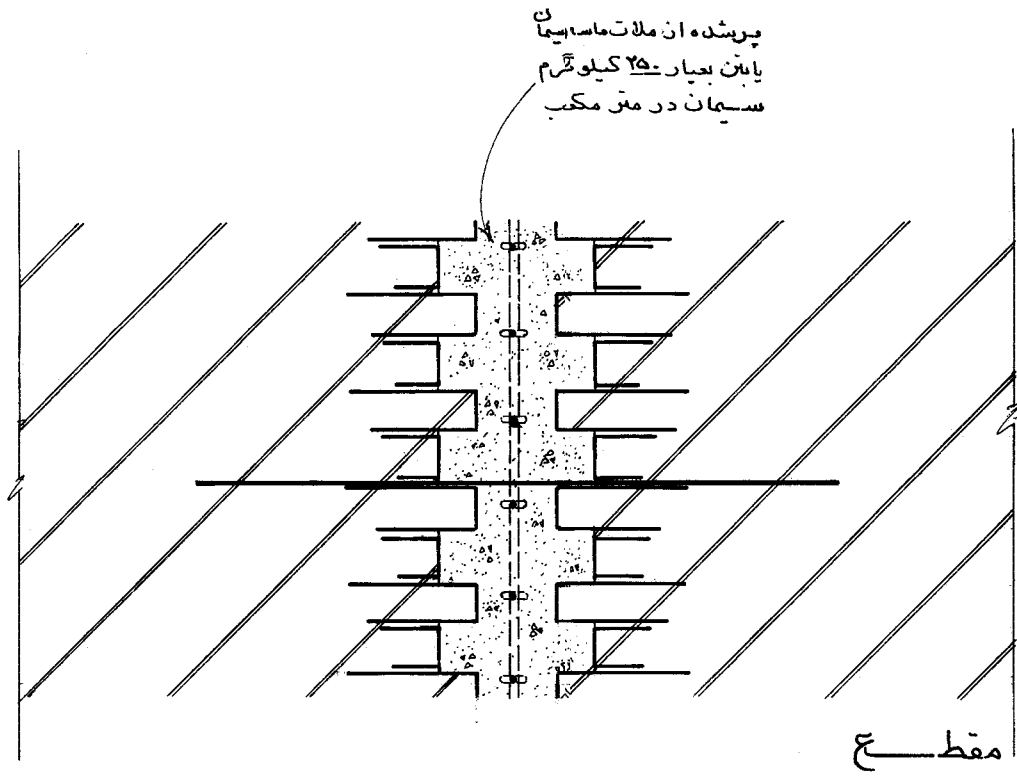 پرشده از ملات ماسه سیمان
یا بتن بعیار ۲۵۰ کیلوگرم
سیمان در متر مکعب
مقطع